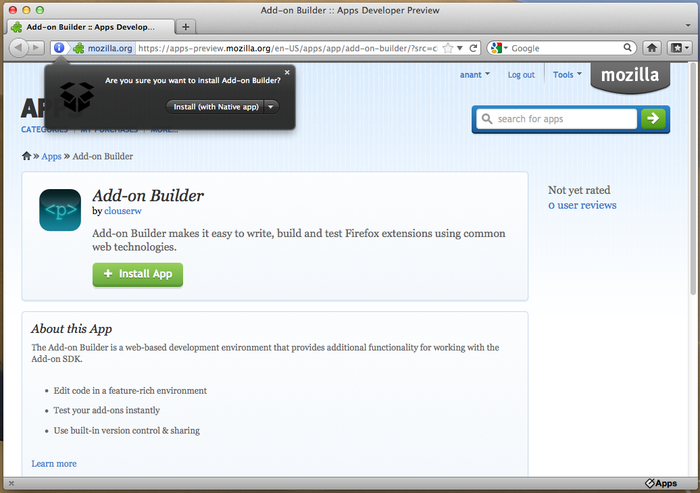 Add-on Builder :: Apps Developer Preview
Add-on Builder :: Apps Develop...
mozilla.org
https://apps-preview.mozilla.org/en-US/apps/app/add-on-builder/?src=c
Google
Are you sure you want to install Add-on Builder?
Install (with Native app)
anant
Log out
Tools
mozilla
CATEGORIES
MY PURCHASES
MORE...
search for apps
» Apps » Add-on Builder
Add-on Builder
by clouserw
Add-on Builder makes it easy to write, build and test Firefox extensions using common
web technologies.
+ Install App
Not yet rated
0 user reviews
<p>
About this App
The Add-on Builder is a web-based development environment that provides additional functionality for working with the
Add-on SDK.
• Edit code in a feature-rich environment
• Test your add-ons instantly
• Use built-in version control & sharing
Learn more
Apps